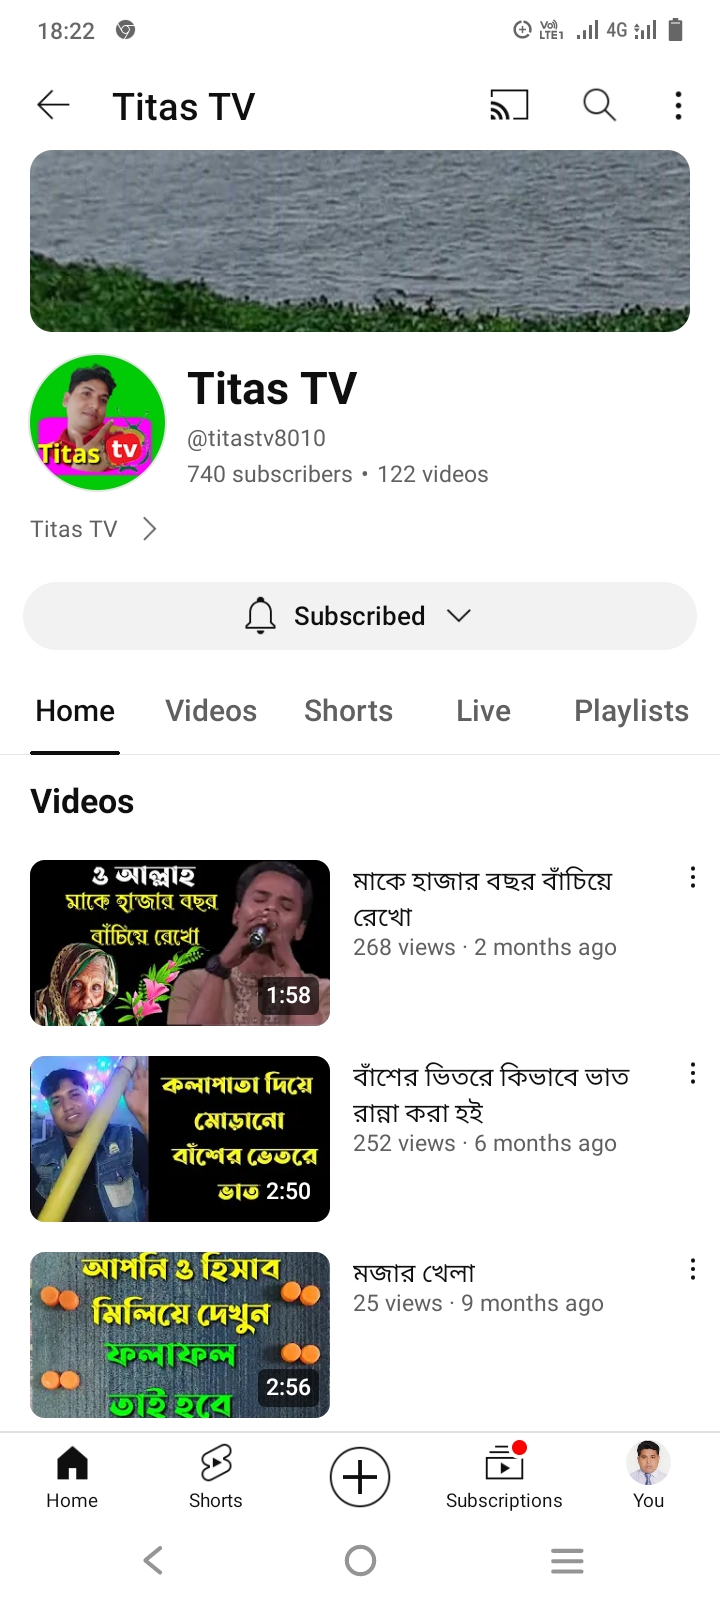 18:22
Vo)
LTE1
4G
Titas TV
Titas tv
Titas TV
@titastv8010
740 subscribers • 122 videos
Titas TV
Subscribed
Home Videos Shorts Live Playlists
Videos
ও আল্লাহ
মাকে হাজার বছর
বাঁচিয়ে রেখো
1:58
মাকে হাজার বছর বাঁচিয়ে
রেখো
268 views · 2 months ago
কলাপাতা দিয়ে
মোড়ানো
বাঁশের ভেতরে
ভাত 2:50
বাঁশের ভিতরে কিভাবে ভাত
রান্না করা হই
252 views · 6 months ago
আপনি ও হিসাব
মিলিয়ে দেখুন
ফলাফল
তাই হবে
2:56
মজার খেলা
25 views · 9 months ago
Home Shorts Subscriptions You